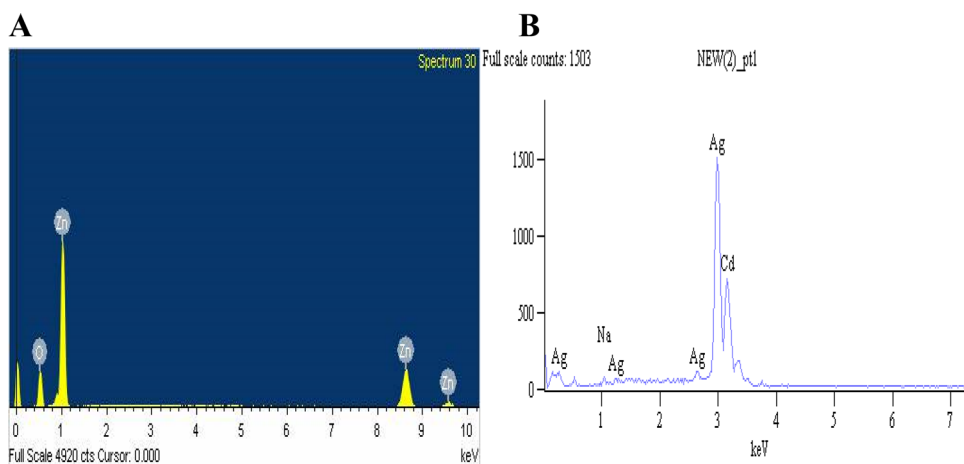 A
Spectrum 30
Zn
O
Zn
Zn
0 1 2 3 4 5 6 7 8 9 10
Full Scale 4920 cts Cursor: 0.000 keV
B
Full scale counts: 1503 NEW(2)_pt1
1500
1000
500
0
Ag
Cd
Na
Ag
Ag
Ag
1 2 3 4 5 6 7
keV